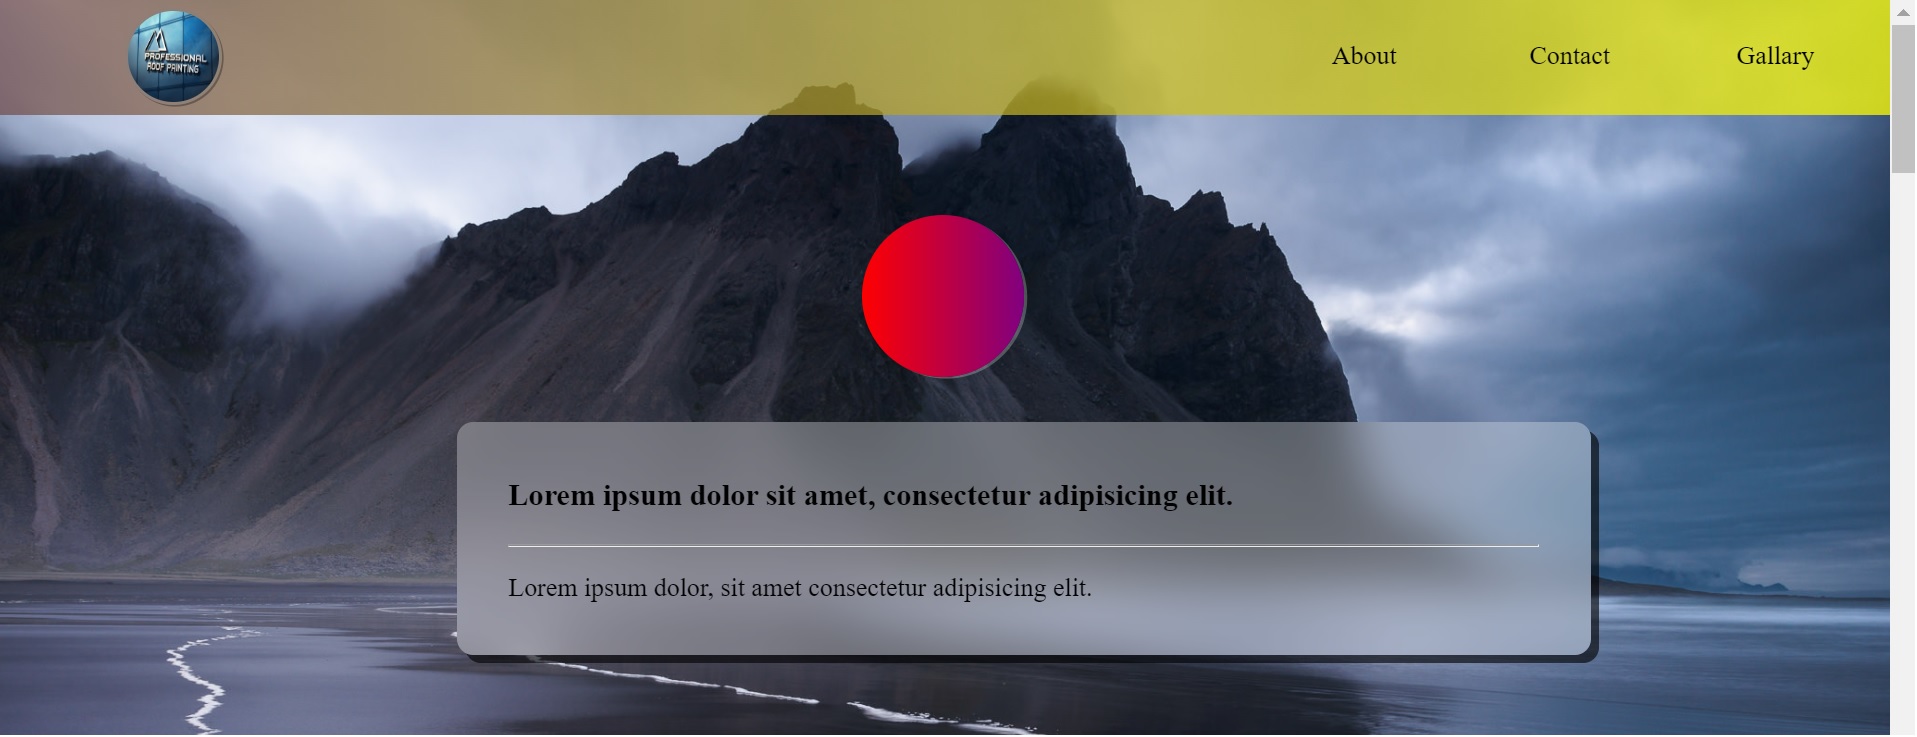 PROFESSIONAL
ROOF PRINTING
About
Contact
Gallary
Lorem ipsum dolor sit amet, consectetur adipisicing elit.
Lorem ipsum dolor, sit amet consectetur adipisicing elit.